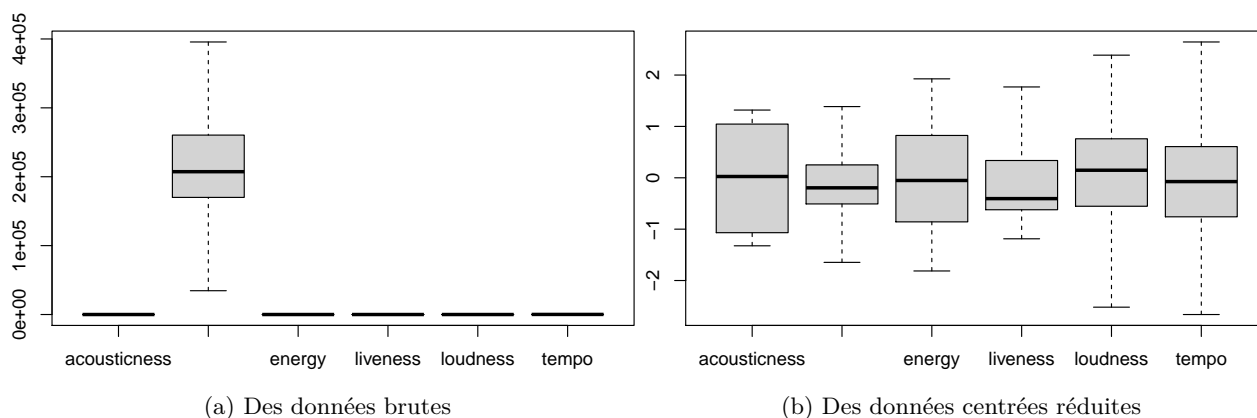 4e+05
3e+05
2e+05
1e+05
0e+00
acousticness energy liveness loudness tempo
(a) Des données brutes
2
1
0
−1
−2
acousticness energy liveness loudness tempo
(b) Des données centrées réduites